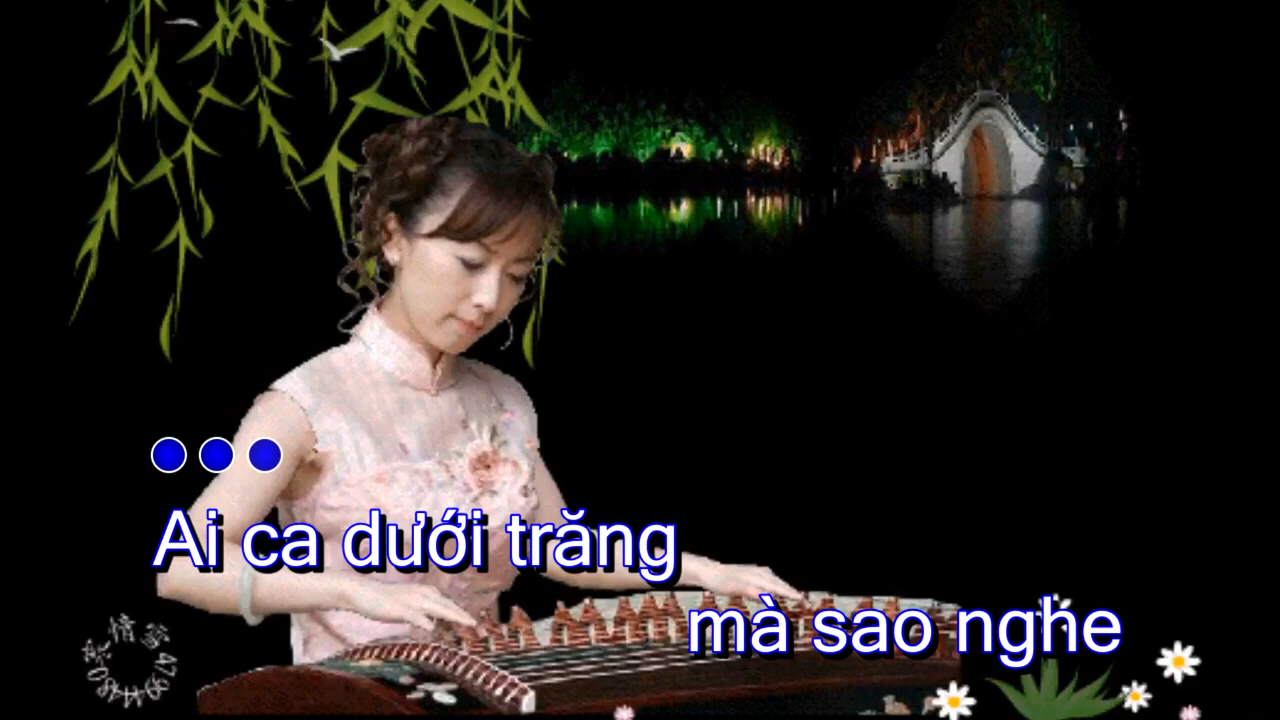 Ai ca dưới trăng
mà sao nghe